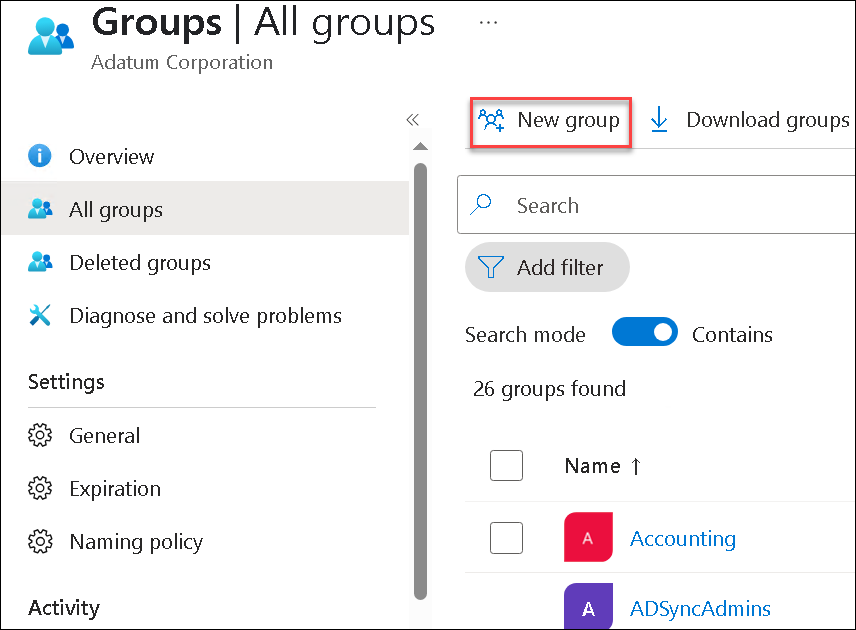 Groups | All groups ...
Adatum Corporation
«
Overview
All groups
Deleted groups
Diagnose and solve problems
Settings
General
Expiration
Naming policy
Activity
New group
Download groups
Search
Add filter
Search mode
Contains
26 groups found
Name ↑
A Accounting
A ADSyncAdmins